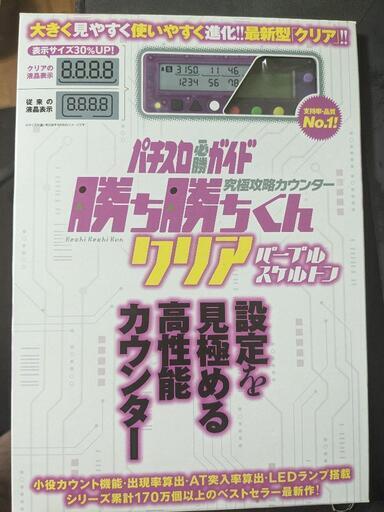 大きく見やすく使いやすく進化!!最新型「クリア」!!
表示サイズ30%UP!
クリアの
液晶表示
8.8.8.8
従来の
液晶表示
8.8.8.8
3150 11 46
1234 56 78
支持率・品質
No.1!
パチスロ必勝ガイド
究極攻略カウンター
勝ち勝ちくん
Kachi Kachi Kun
クリア
パープル
スケルトン
設定を
見極める
高性能
カウンター
小役カウント機能・出現率算出・AT突入率算出・LEDランプ搭載
シリーズ累計170万個以上のベストセラー最新作!